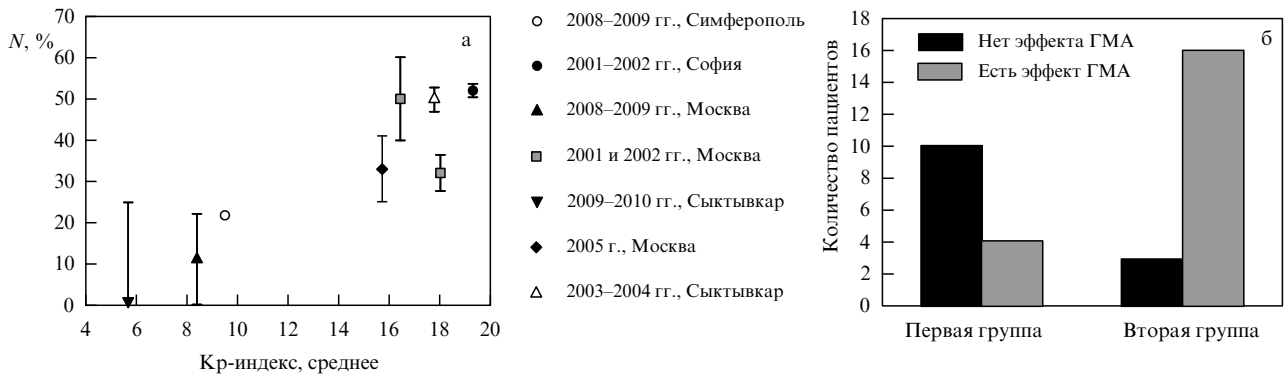 70
60
50
40
30
20
10
0
N, %
а
4 6 8 10 12 14 16 18 20
Кр-индекс, среднее
2008–2009 гг., Симферополь
2001–2002 гг., София
2008–2009 гг., Москва
2001 и 2002 гг., Москва
2009–2010 гг., Сыктывкар
2005 г., Москва
2003–2004 гг., Сыктывкар
Количество пациентов
18
16
14
12
10
8
6
4
2
0
б
Нет эффекта ГМА
Есть эффект ГМА
Первая группа Вторая группа